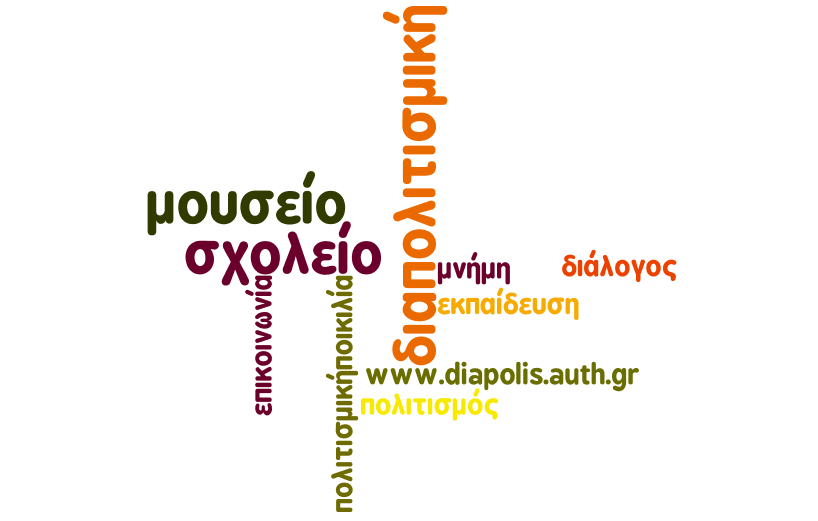 διαπολιτισμική
μουσείο
σχολείο
μνήμη
διάλογος
επικοινωνία
πολιτισμικήποικιλία
εκπαίδευση
www.diapolis.auth.gr
πολιτισμός